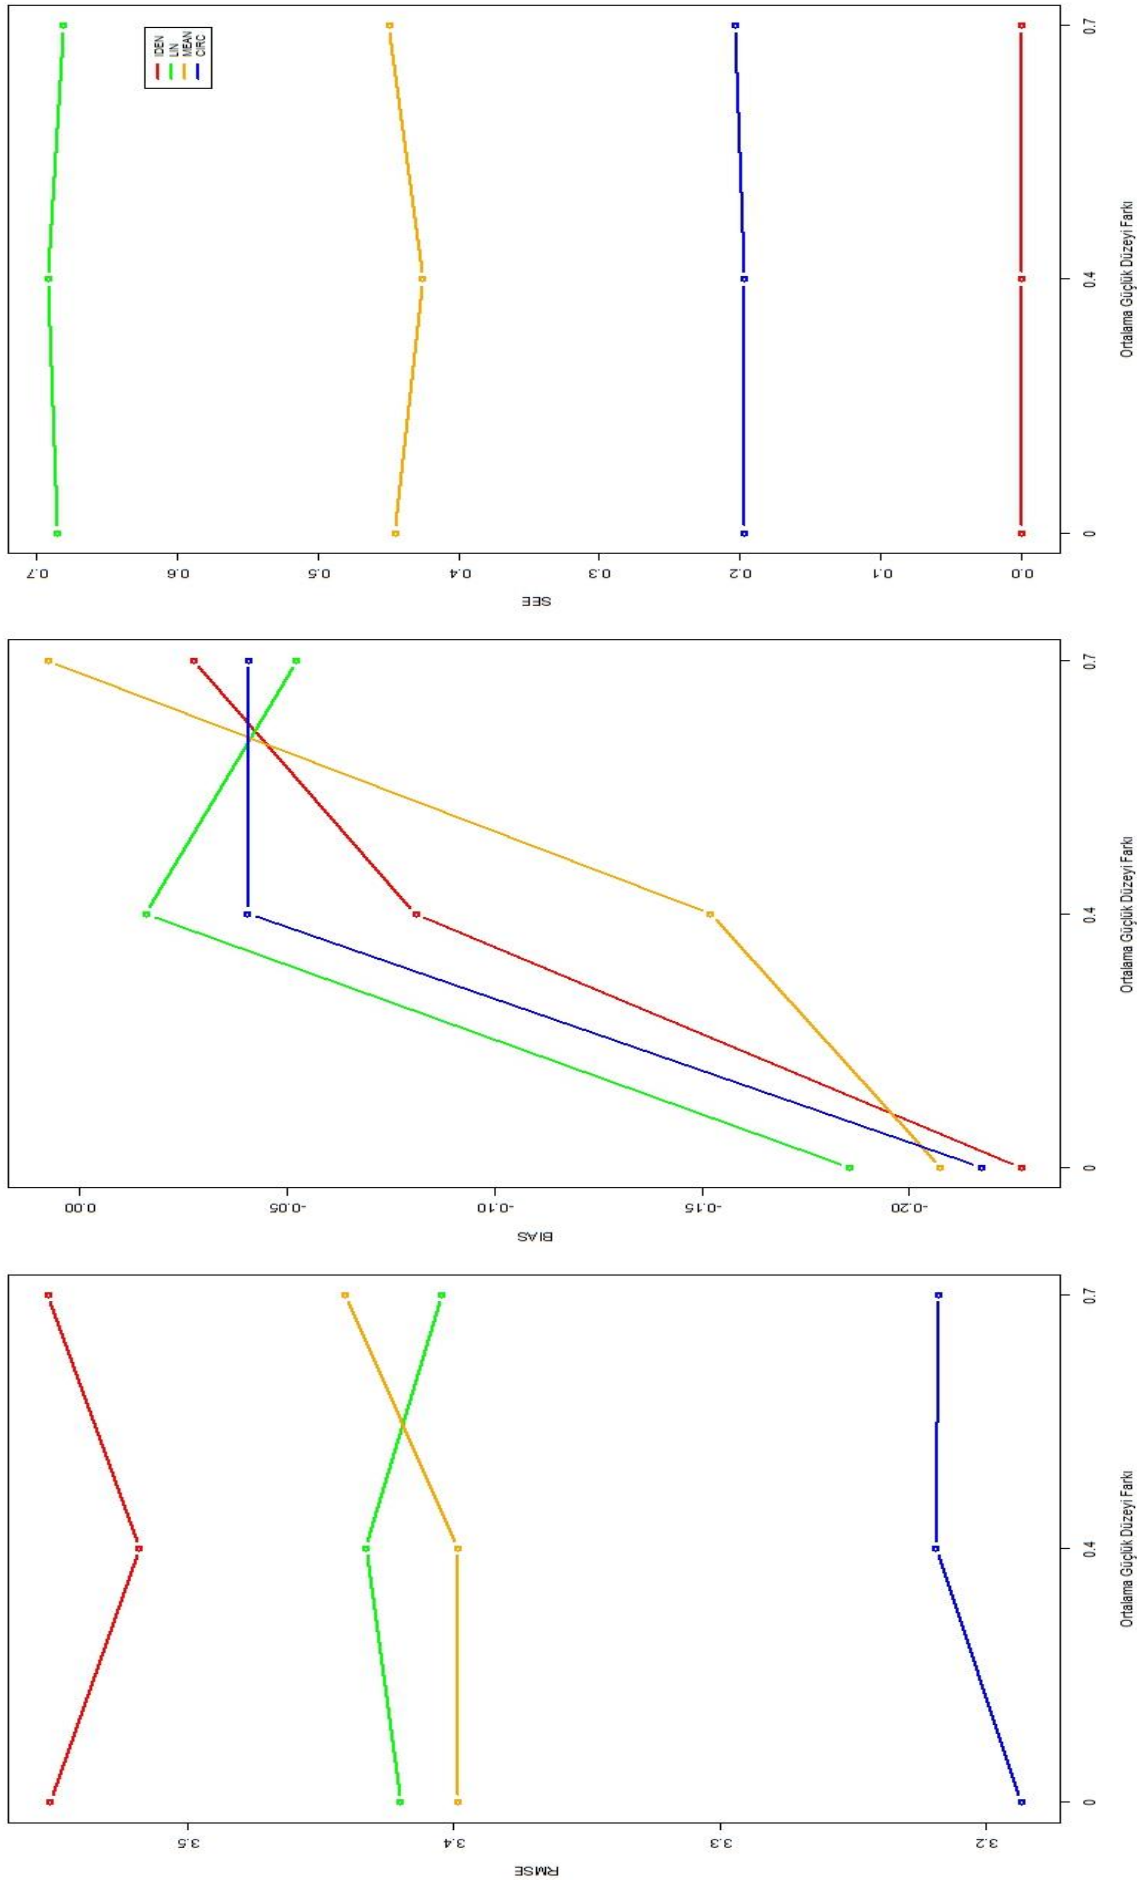 IDEN
LIN
MEAN
CIRC
SEE
0.7
0.6
0.5
0.4
0.3
0.2
0.1
0.0
0
0.4
0.7
Ortalama Güçlük Düzeyi Farkı
BIAS
0.00
-0.05
-0.10
-0.15
-0.20
0
0.4
0.7
Ortalama Güçlük Düzeyi Farkı
RMSE
3.5
3.4
3.3
3.2
0
0.4
0.7
Ortalama Güçlük Düzeyi Farkı